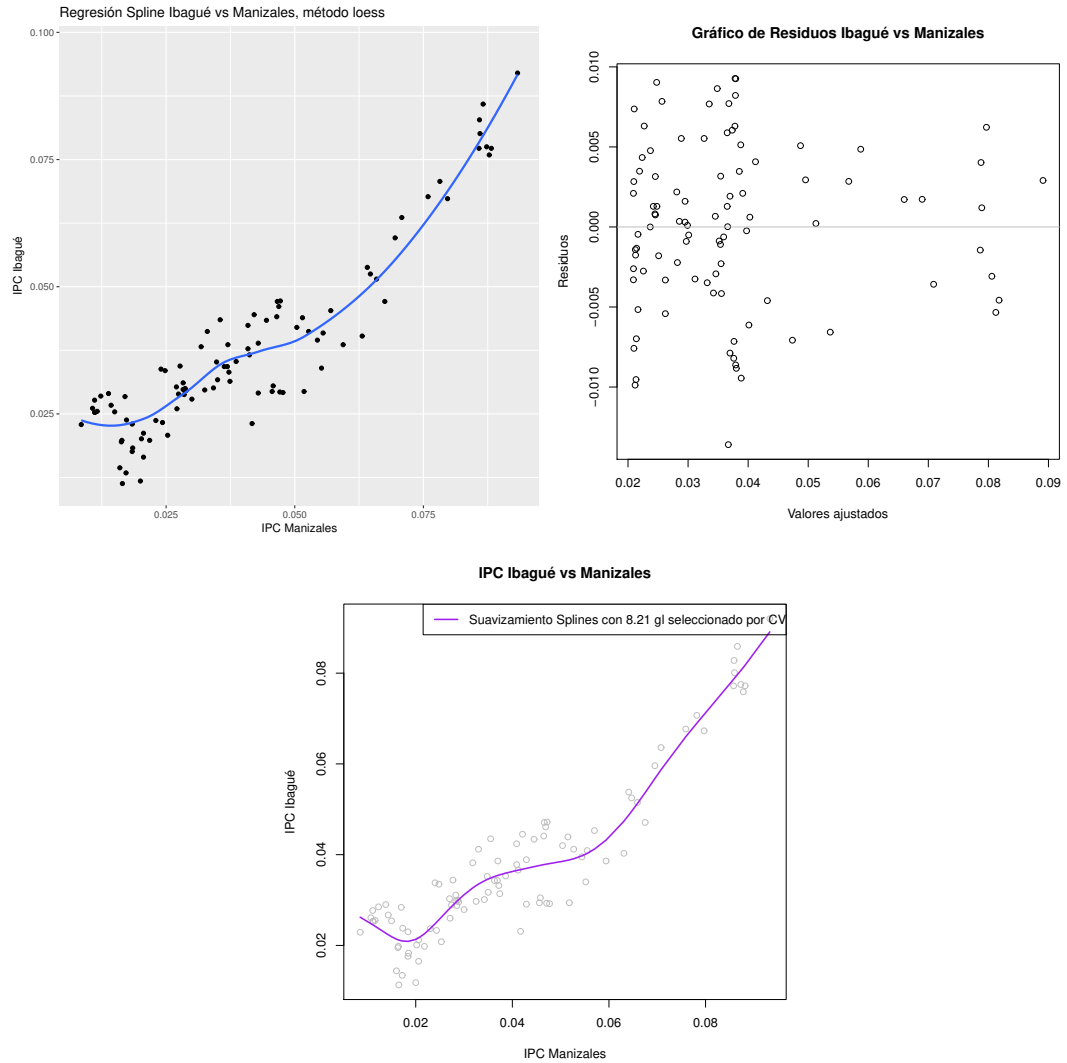 Regresión Spline Ibagué vs Manizales, método loess
0.100
0.075
0.050
0.025
IPC Ibagué
0.025
0.050
0.075
IPC Manizales
Gráfico de Residuos Ibagué vs Manizales
0.010
0.005
0.000
−0.005
−0.010
Residuos
0.02
0.03
0.04
0.05
0.06
0.07
0.08
0.09
Valores ajustados
IPC Ibagué vs Manizales
Suavizamiento Splines con 8.21 gl seleccionado por CV
0.08
0.06
0.04
0.02
IPC Ibagué
0.02
0.04
0.06
0.08
IPC Manizales